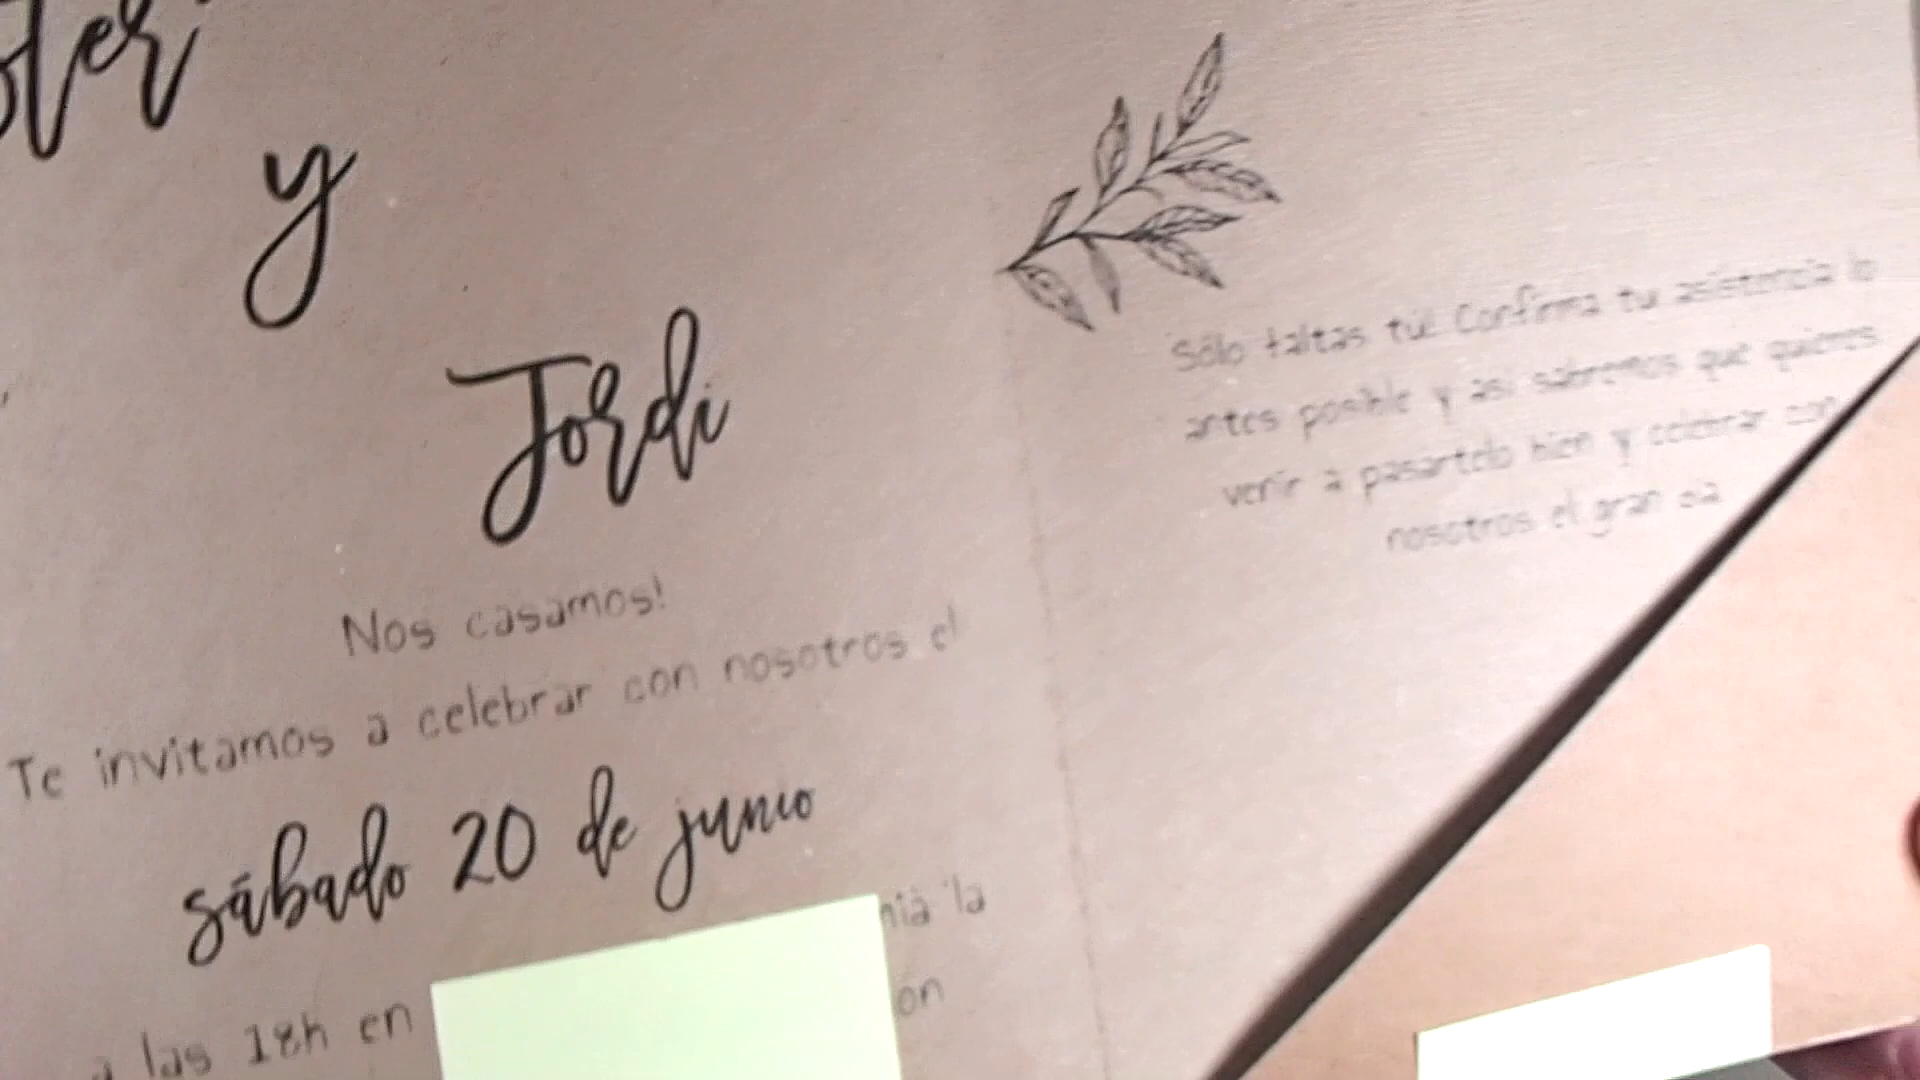 y
Jordi
Nos casamos!
Te invitamos a celebrar con nosotros el
sábado 20 de junio
la
a las 18h en
Sólo faltas tú! Confirma tu asistencia lo
antes posible y así sabremos que quieres
venir a pasartelo bien y celebrar con
nosotros el gran día